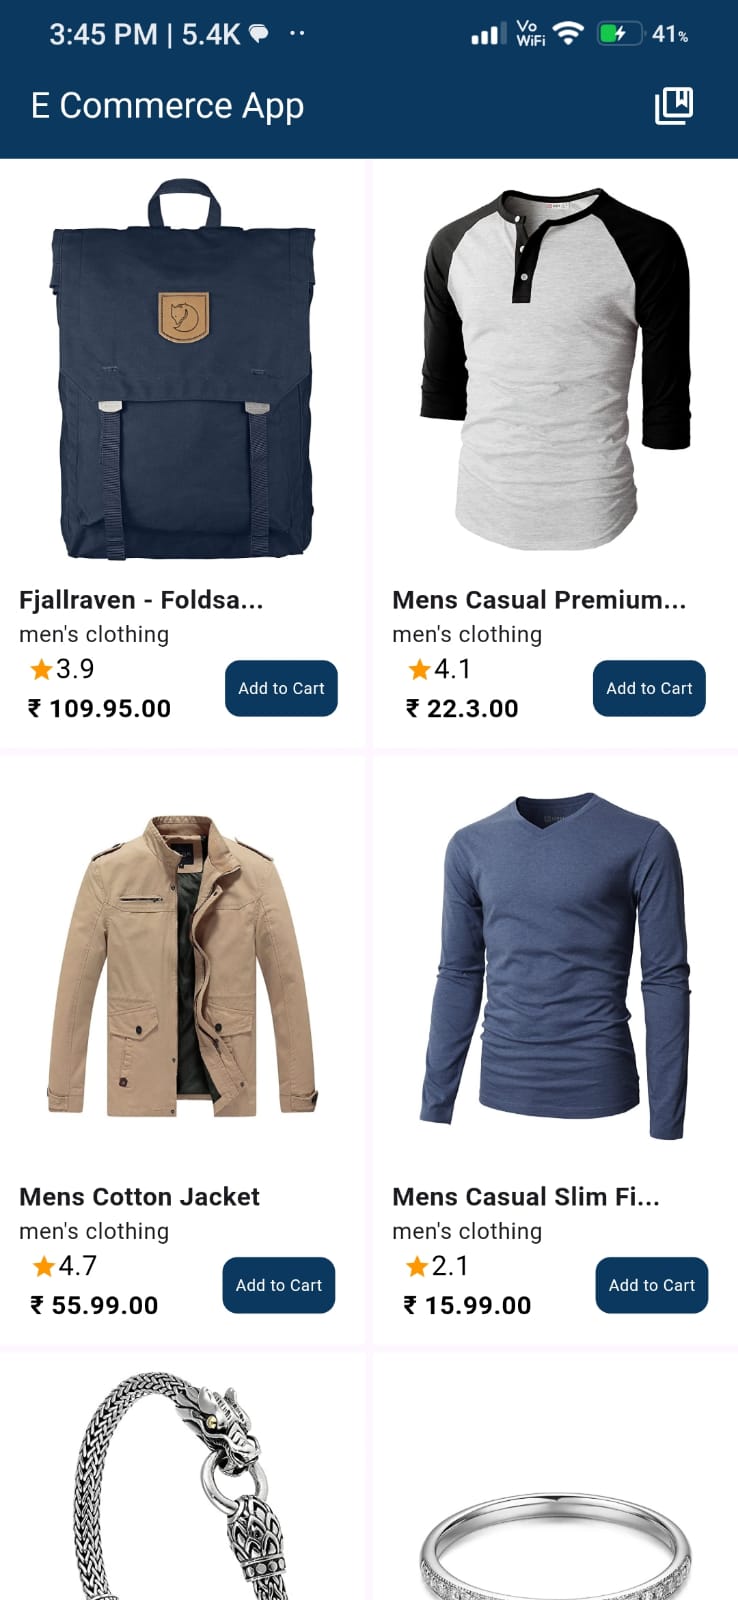 3:45 PM | 5.4K
Vo
WiFi
41%
E Commerce App
Fjallraven - Foldsa...
men's clothing
3.9
₹ 109.95.00
Add to Cart
Mens Casual Premium...
men's clothing
4.1
₹ 22.3.00
Add to Cart
Mens Cotton Jacket
men's clothing
4.7
₹ 55.99.00
Add to Cart
Mens Casual Slim Fi...
men's clothing
2.1
₹ 15.99.00
Add to Cart